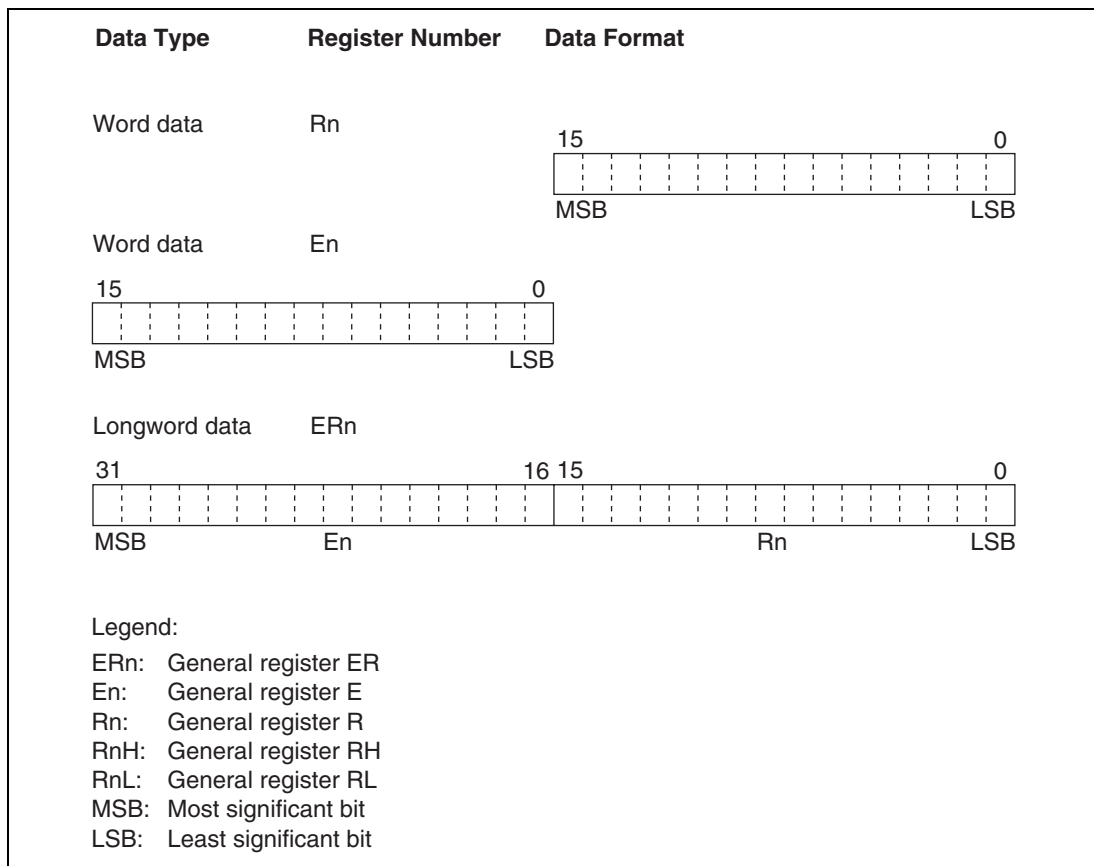 Data Type Register Number Data Format
Word data Rn
15 0
MSB LSB
Word data En
15 0
MSB LSB
Longword data ERn
31 16 15 0
MSB En Rn LSB
Legend:
ERn: General register ER
En: General register E
Rn: General register R
RnH: General register RH
RnL: General register RL
MSB: Most significant bit
LSB: Least significant bit